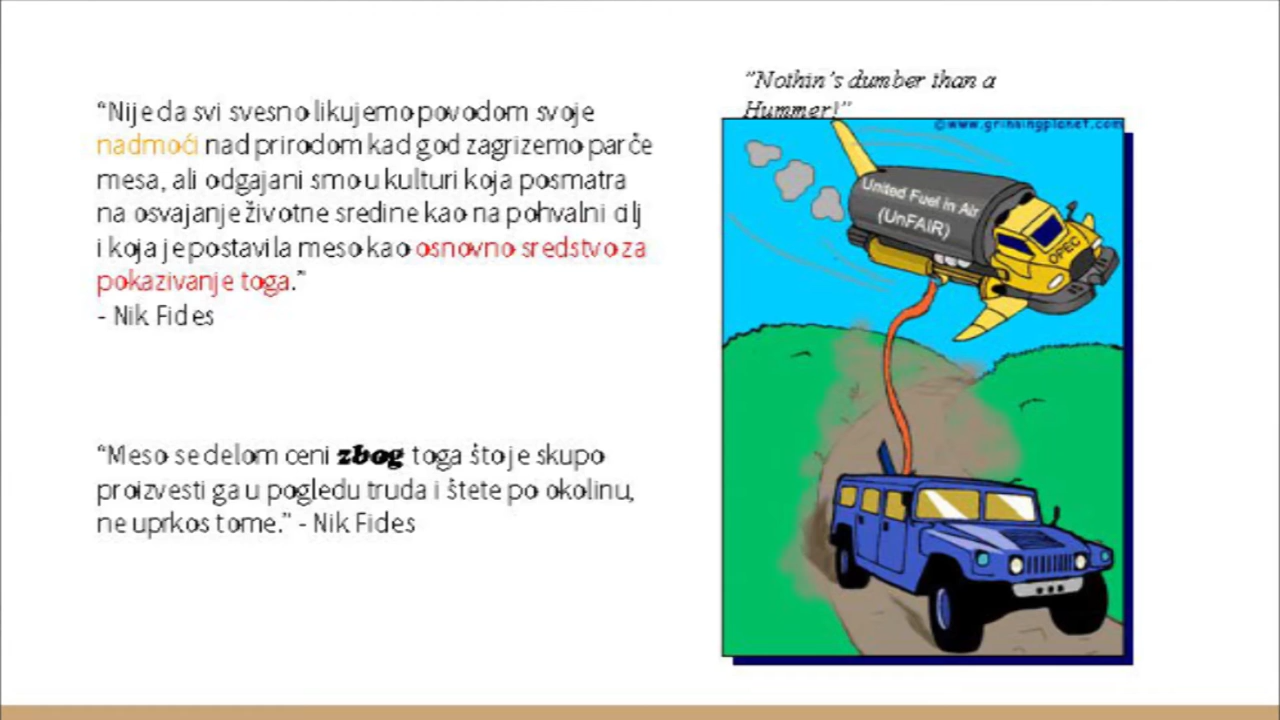 “Nije da svi svesno likujemo povodom svoje
nadmoći nad prirodom kad god zagrizemo parče
mesa, ali odgajani smo u kulturi koja posmatra
na osvajanje životne sredine kao na pohvalni cilj
i koja je postavila meso kao osnovno sredstvo za
pokazivanje toga.”
- Nik Fides
“Meso se delom ceni zbog toga što je skupo
proizvesti ga u pogledu truda i štete po okolinu,
ne uprkos tome.” - Nik Fides
"Nothin's dumber than a
Hummer!"
©www.grinningplanet.com
United Fuel in Air
(UnFAIR)
OPEC